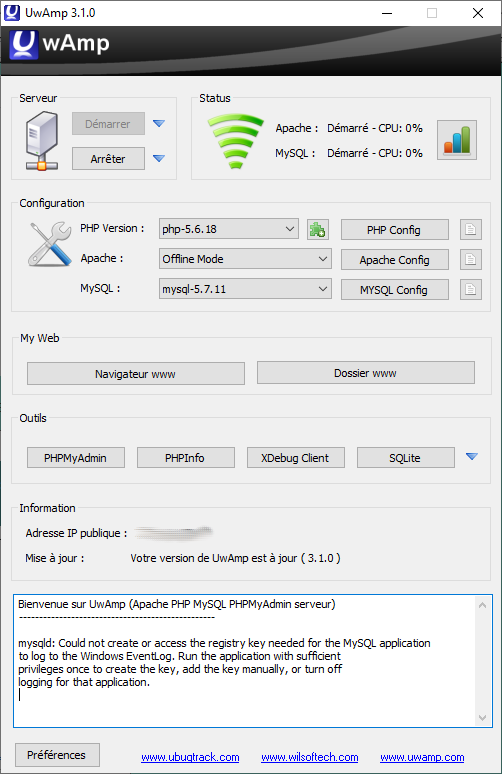 UwAmp 3.1.0
UwAmp
Serveur
Démarrer
Arrêter
Status
Apache : Démarré - CPU: 0%
MySQL : Démarré - CPU: 0%
Configuration
PHP Version : php-5.6.18 PHP Config
Apache : Offline Mode Apache Config
MySQL : mysql-5.7.11 MYSQL Config
My Web
Navigateur www Dossier www
Outils
PHPMyAdmin PHPInfo XDebug Client SQLite
Information
Adresse IP publique :
Mise à jour : Votre version de UwAmp est à jour ( 3.1.0 )
Bienvenue sur UwAmp (Apache PHP MySQL PHPMyAdmin serveur)
--------------------------------------------------
mysqld: Could not create or access the registry key needed for the MySQL application
to log to the Windows EventLog. Run the application with sufficient
privileges once to create the key, add the key manually, or turn off
logging for that application.
Préférences www.ubugtrack.com www.wilsoftech.com www.uwamp.com